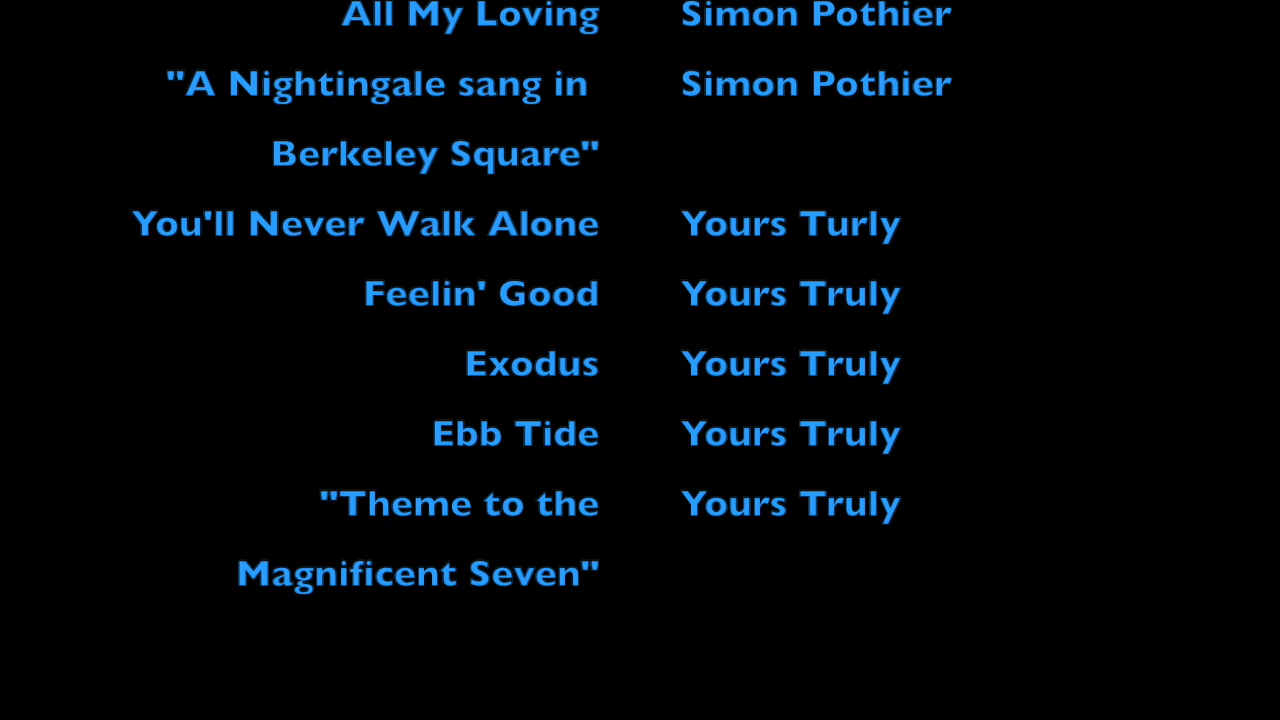 All My Loving Simon Pothier
"A Nightingale sang in Simon Pothier
Berkeley Square"
You'll Never Walk Alone Yours Turly
Feelin' Good Yours Truly
Exodus Yours Truly
Ebb Tide Yours Truly
"Theme to the Yours Truly
Magnificent Seven"